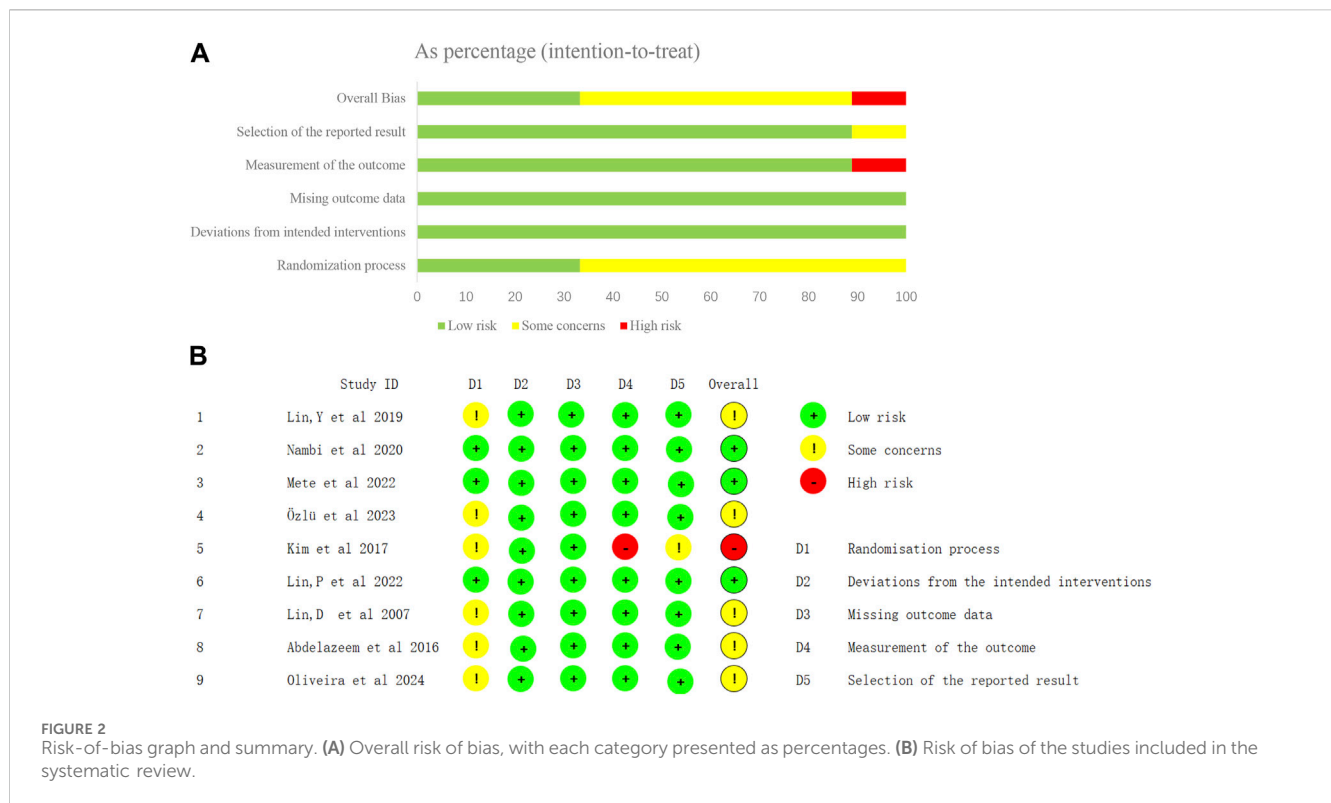 A
As percentage (intention-to-treat)
Overall Bias
Selection of the reported result
Measurement of the outcome
Mising outcome data
Deviations from intended interventions
Randomization process
0 10 20 30 40 50 60 70 80 90 100
Low risk Some concerns High risk
B
Study ID D1 D2 D3 D4 D5 Overall
1 Lin,Y et al 2019 ! + + + + ! + Low risk
2 Nambi et al 2020 + + + + + + ! Some concerns
3 Mete et al 2022 + + + + + + - High risk
4 Özlü et al 2023 ! + + + + !
5 Kim et al 2017 ! + + - ! - D1 Randomisation process
6 Lin,P et al 2022 + + + + + + D2 Deviations from the intended interventions
7 Lin,D et al 2007 ! + + + + ! D3 Missing outcome data
8 Abdelazeem et al 2016 ! + + + + ! D4 Measurement of the outcome
9 Oliveira et al 2024 ! + + + + ! D5 Selection of the reported result
FIGURE 2
Risk-of-bias graph and summary. (A) Overall risk of bias, with each category presented as percentages. (B) Risk of bias of the studies included in the
systematic review.